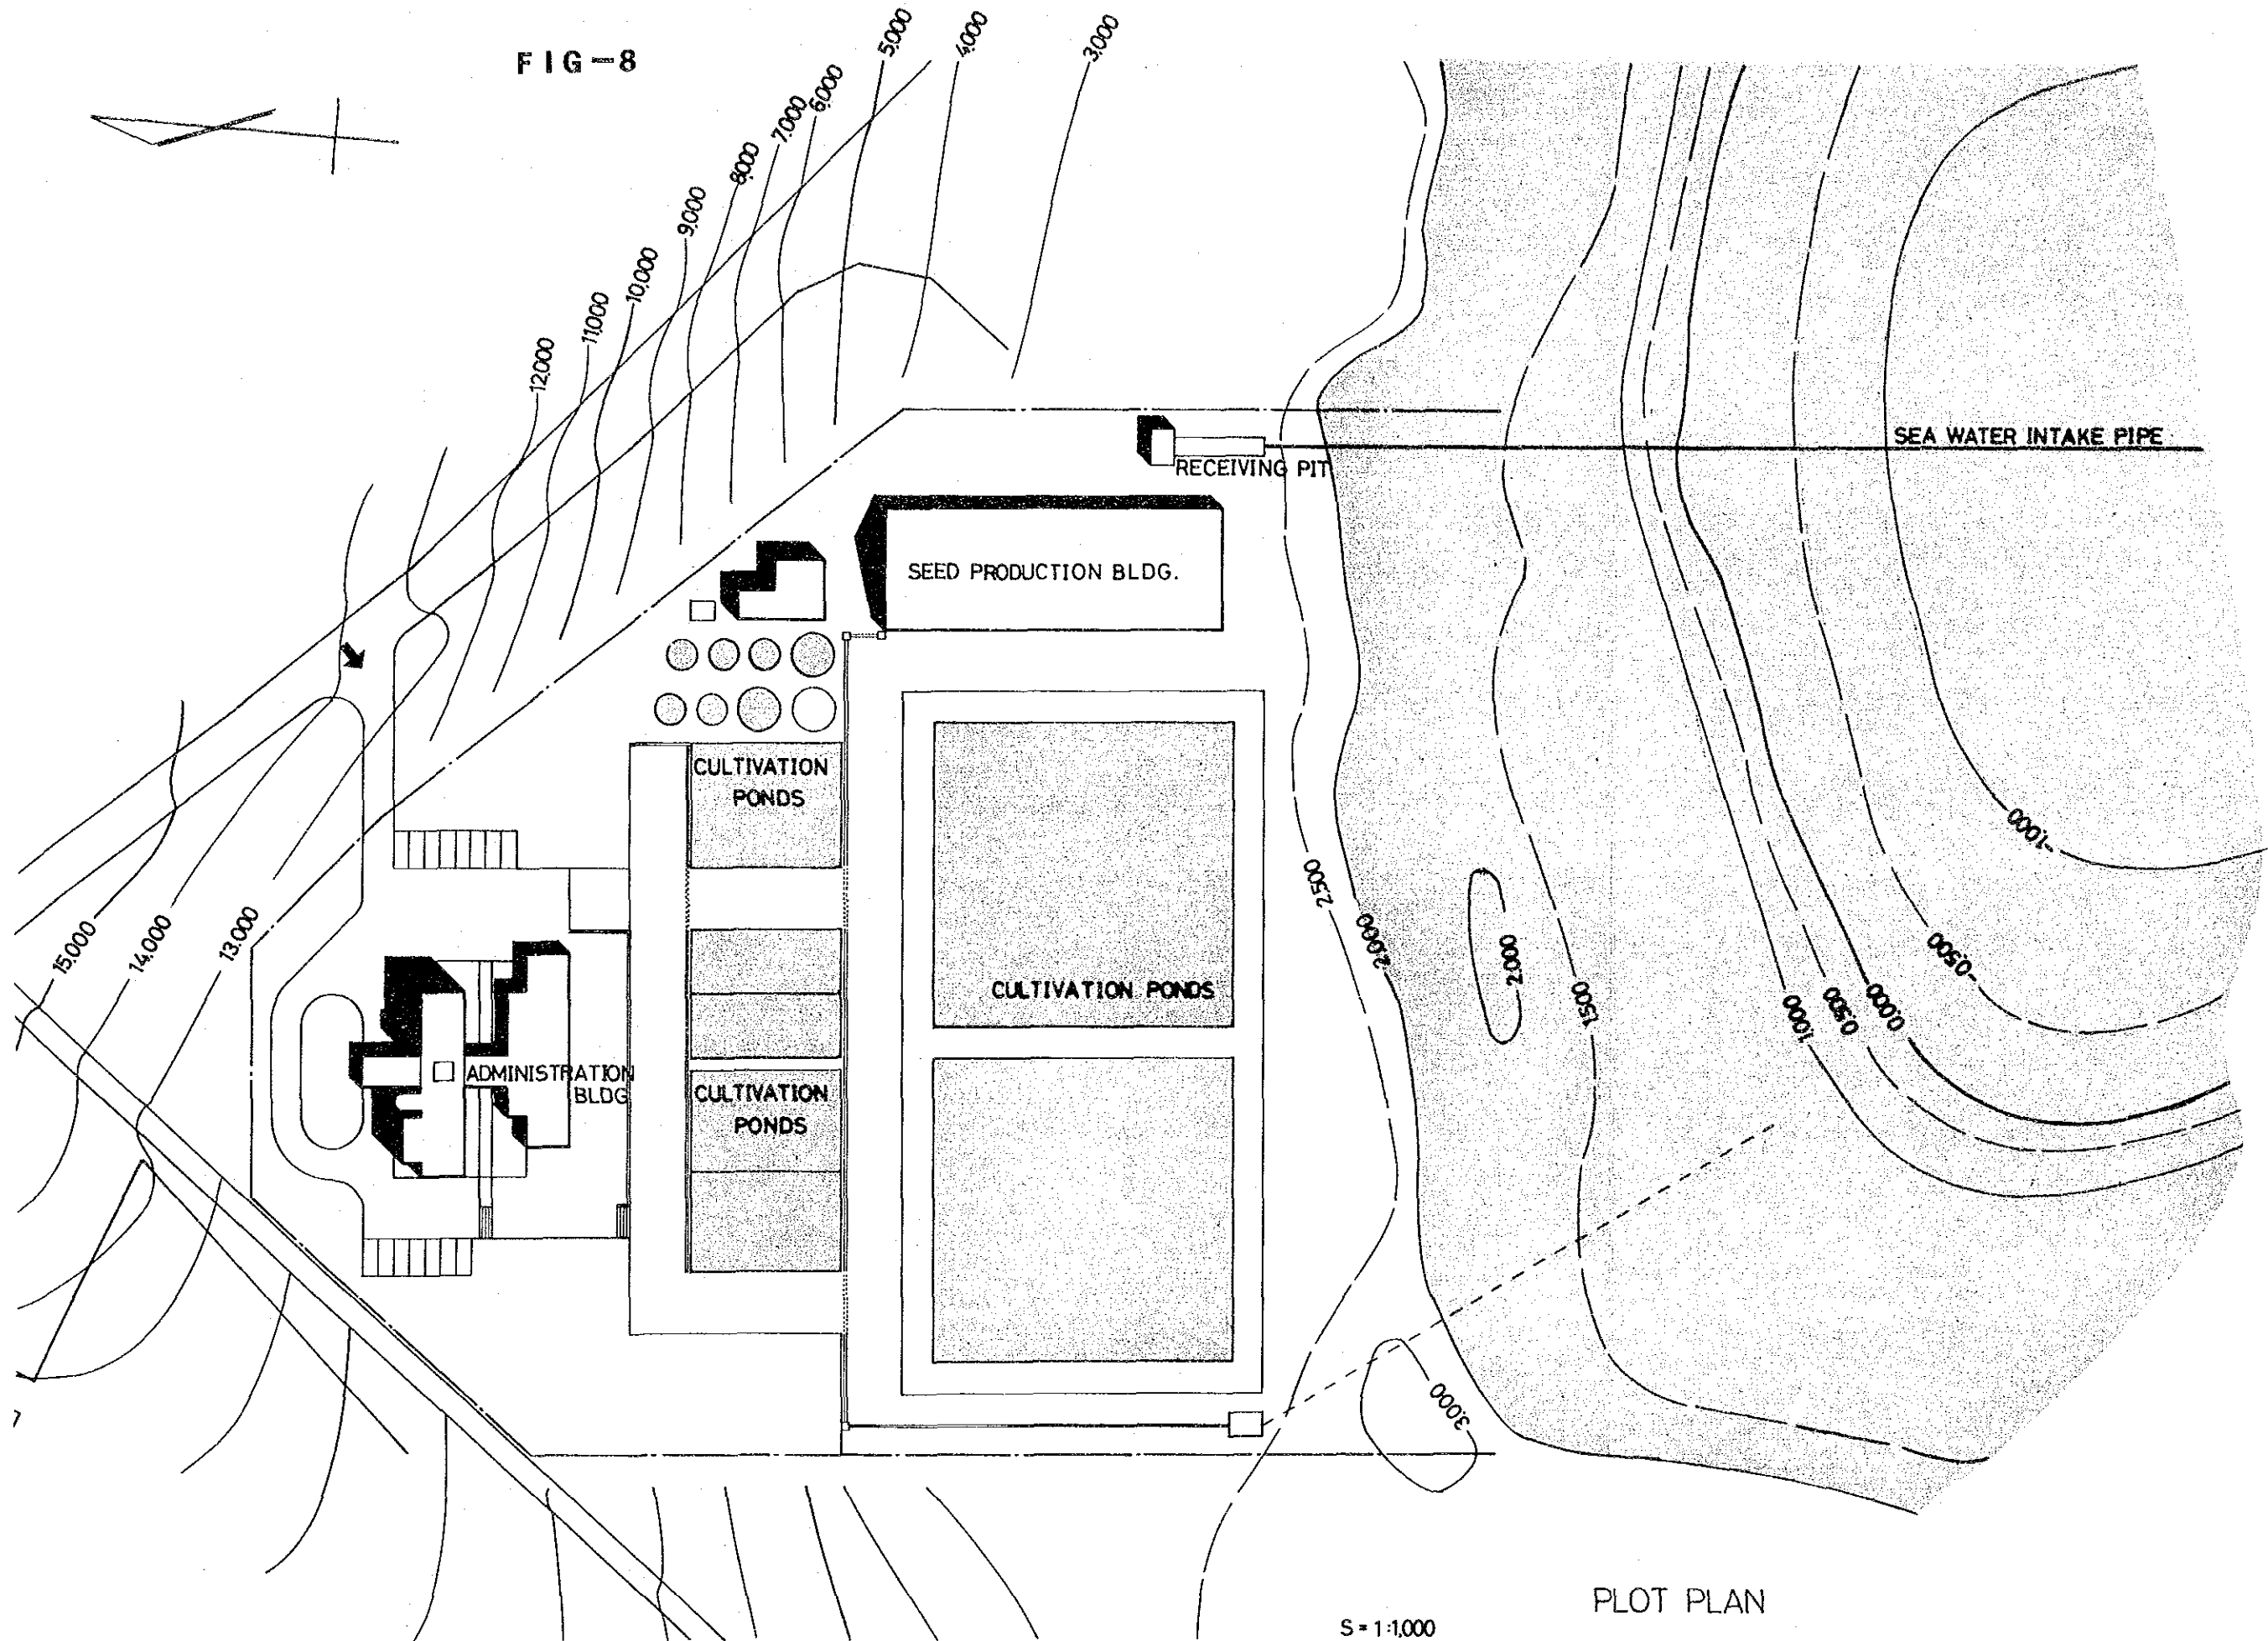 FIG-8
5.000
4.000
3.000
6.000
7.000
8.000
9.000
10.000
11.000
12.000
SEA WATER INTAKE PIPE
RECEIVING PIT
SEED PRODUCTION BLDG.
CULTIVATION
PONDS
-1.000
2.500
15.000
14.000
13.000
2.000
2.000
-0.500
CULTIVATION PONDS
1.500
1.000
0.500
0.000
ADMINISTRATION
BLDG
CULTIVATION
PONDS
3.000
PLOT PLAN
S = 1:1,000